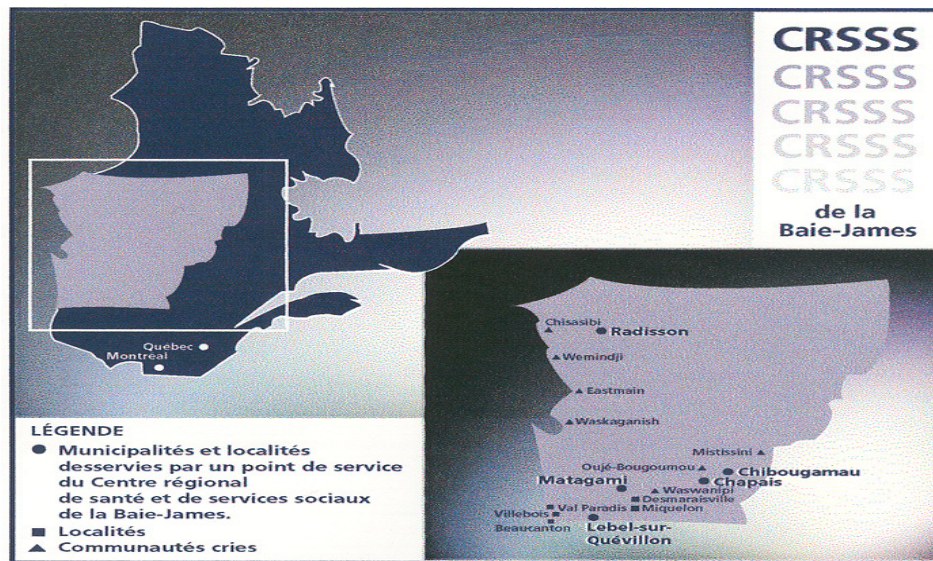 CRSSS
CRSSS
CRSSS
CRSSS
CRSSS
de la
Baie-James
Québec
Montréal
LÉGENDE
● Municipalités et localités
desservies par un point de service
du Centre régional
de santé et de services sociaux
de la Baie-James.
■ Localités
▲ Communautés cries
Chisasibi
Radisson
Wemindji
Eastmain
Waskaganish
Mistissini
Oujé-Bougoumou
Chibougamau
Chapais
Matagami
Waswanipi
Desmaraisville
Val Paradis
Miquelon
Villebois
Beaucanton
Lebel-sur-
Quévillon